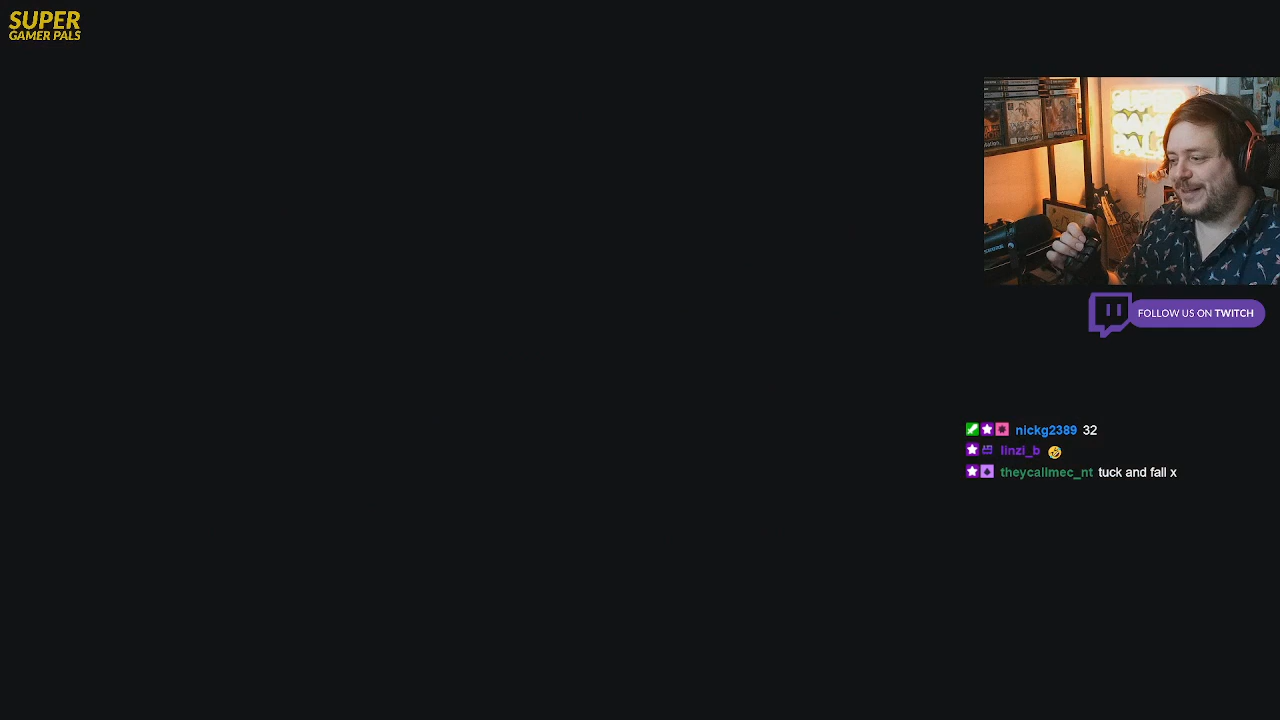 SUPER
GAMER PALS
FOLLOW US ON TWITCH
nickg2389 32
linzi_b 🤣
theycallmec_nt tuck and fall x